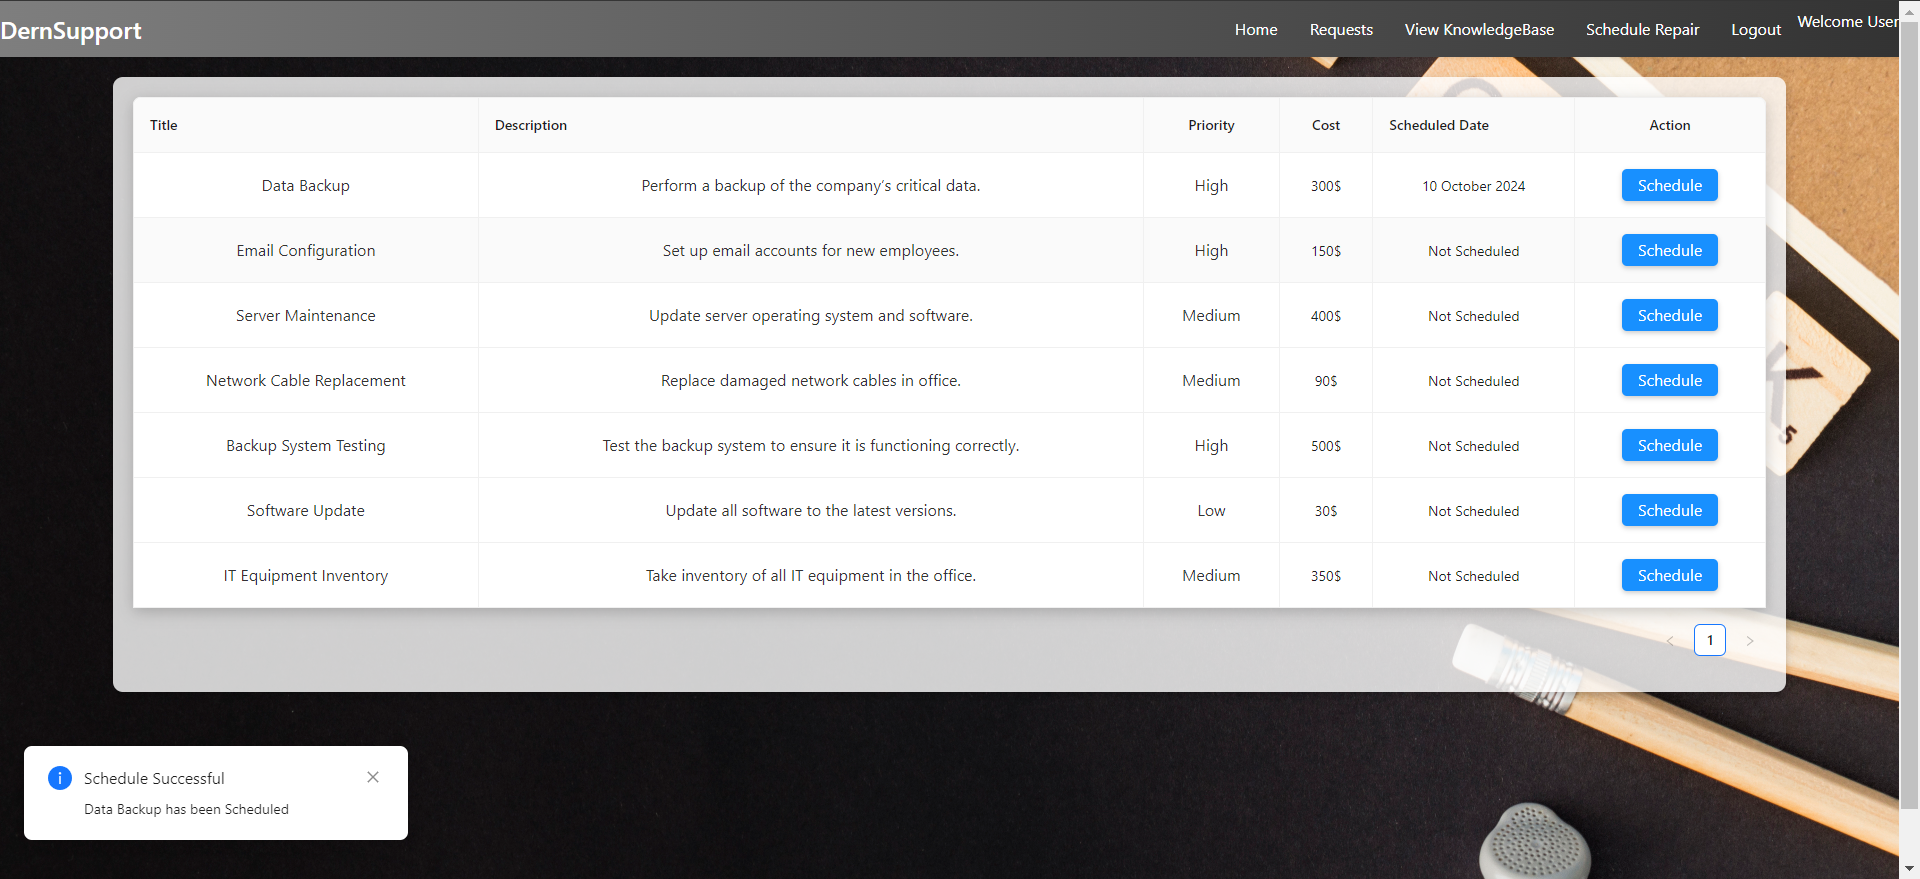 DernSupport
Home Requests View KnowledgeBase Schedule Repair Logout Welcome User
Title Description Priority Cost Scheduled Date Action
Data Backup Perform a backup of the company's critical data. High 300$ 10 October 2024 Schedule
Email Configuration Set up email accounts for new employees. High 150$ Not Scheduled Schedule
Server Maintenance Update server operating system and software. Medium 400$ Not Scheduled Schedule
Network Cable Replacement Replace damaged network cables in office. Medium 90$ Not Scheduled Schedule
Backup System Testing Test the backup system to ensure it is functioning correctly. High 500$ Not Scheduled Schedule
Software Update Update all software to the latest versions. Low 30$ Not Scheduled Schedule
IT Equipment Inventory Take inventory of all IT equipment in the office. Medium 350$ Not Scheduled Schedule
< 1 >
K
5
Schedule Successful
Data Backup has been Scheduled